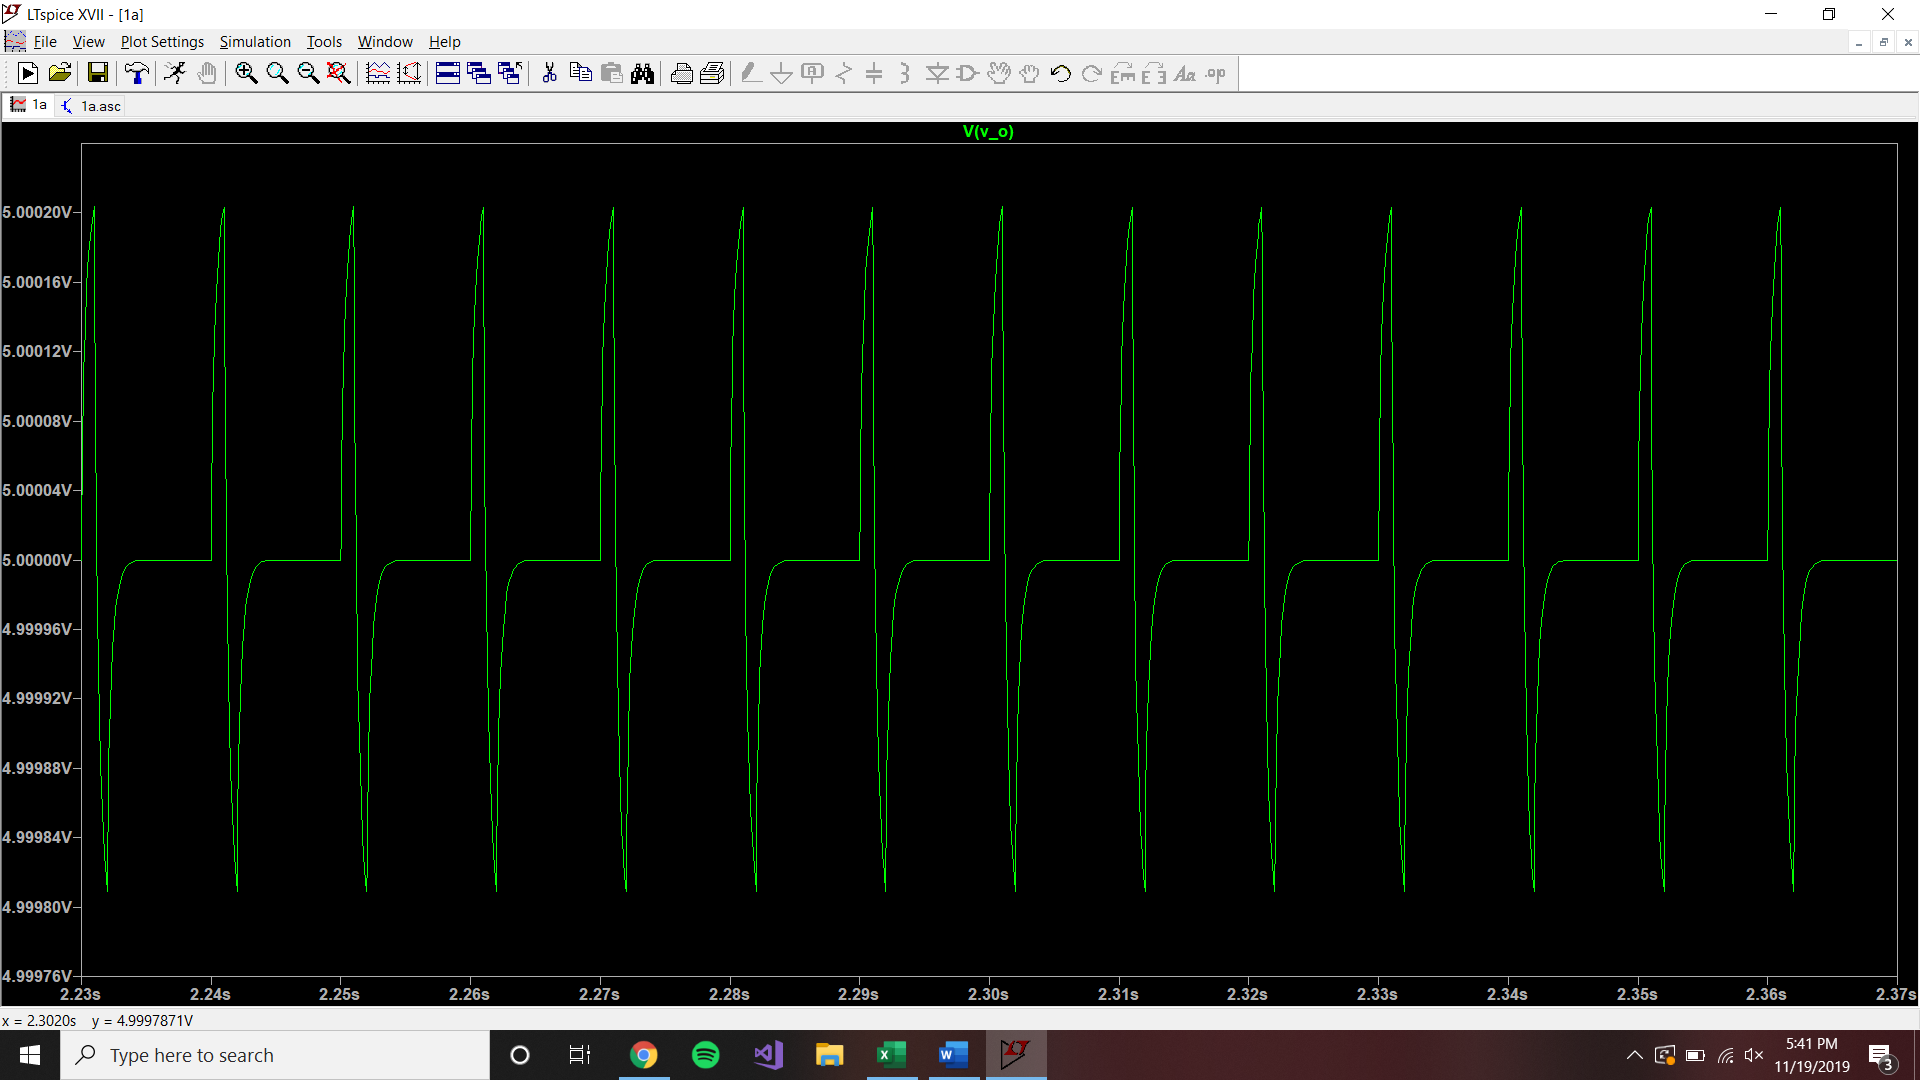 LTspice XVII - [1a]
File View Plot Settings Simulation Tools Window Help
1a 1a.asc
V(v_o)
5.00020V
5.00016V
5.00012V
5.00008V
5.00004V
5.00000V
4.99996V
4.99992V
4.99988V
4.99984V
4.99980V
4.99976V
2.23s 2.24s 2.25s 2.26s 2.27s 2.28s 2.29s 2.30s 2.31s 2.32s 2.33s 2.34s 2.35s 2.36s 2.37s
x = 2.3020s y = 4.9997871V
Type here to search
5:41 PM
11/19/2019
3